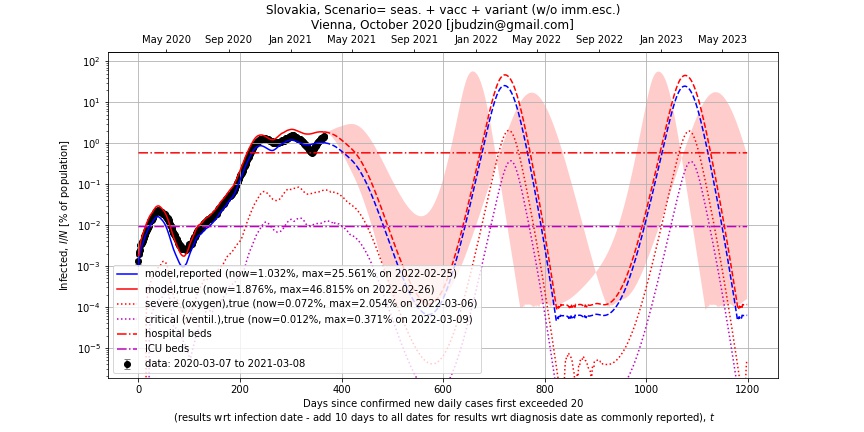 Slovakia, Scenario= seas. + vacc + variant (w/o imm.esc.)
Vienna, October 2020 [jbudzin@gmail.com]
May 2020 Sep 2020 Jan 2021 May 2021 Sep 2021 Jan 2022 May 2022 Sep 2022 Jan 2023 May 2023
10²
10¹
10⁰
10⁻¹
10⁻²
10⁻³
10⁻⁴
10⁻⁵
Infected, I/N [% of population]
model,reported (now=1.032%, max=25.561% on 2022-02-25)
model,true (now=1.876%, max=46.815% on 2022-02-26)
severe (oxygen),true (now=0.072%, max=2.054% on 2022-03-06)
critical (ventil.),true (now=0.012%, max=0.371% on 2022-03-09)
hospital beds
ICU beds
data: 2020-03-07 to 2021-03-08
0 200 400 600 800 1000 1200
Days since confirmed new daily cases first exceeded 20
(results wrt infection date - add 10 days to all dates for results wrt diagnosis date as commonly reported), t